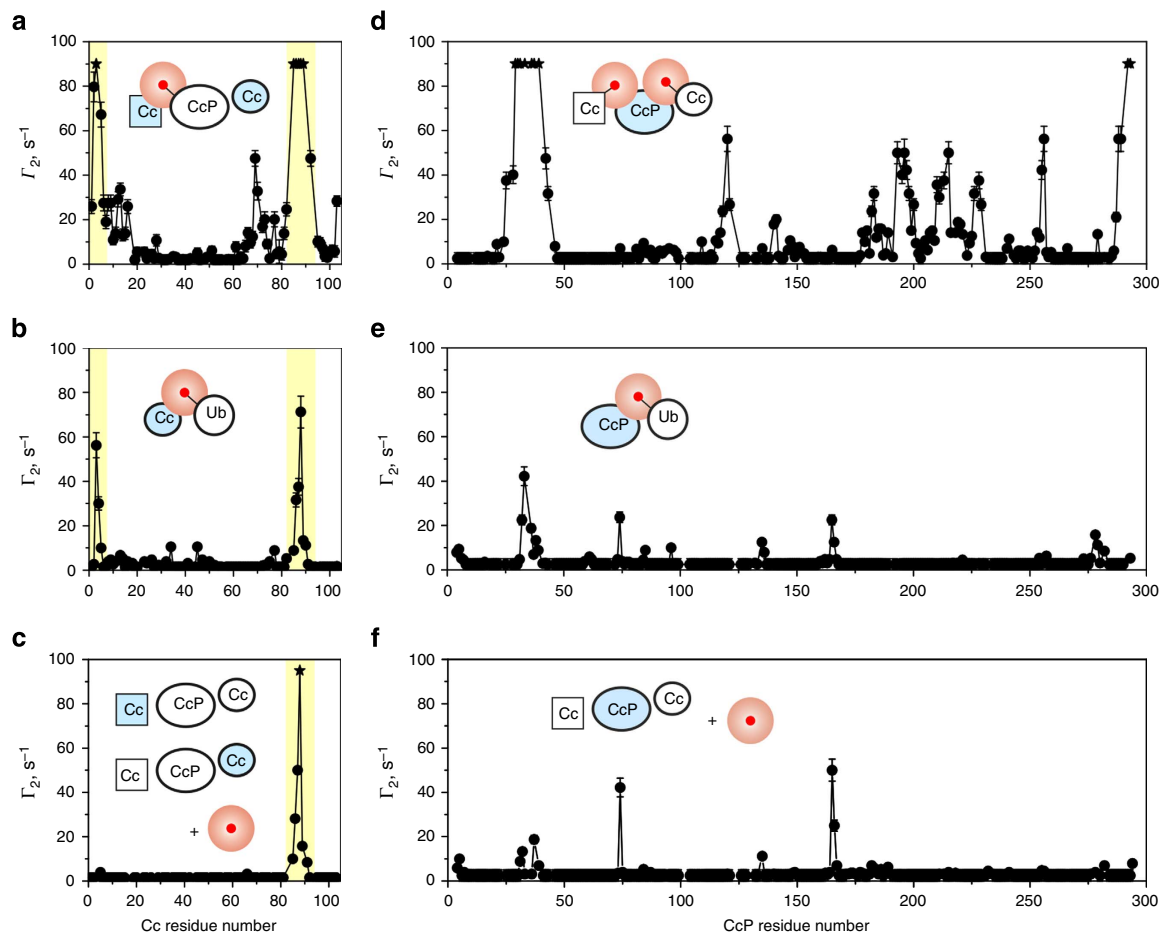 a
100
80
60
40
20
0
Γ₂, s⁻¹
0 20 40 60 80 100
Cc
CcP
Cc
d
100
80
60
40
20
0
Γ₂, s⁻¹
0 50 100 150 200 250 300
Cc
CcP
Cc
b
100
80
60
40
20
0
Γ₂, s⁻¹
0 20 40 60 80 100
Cc
Ub
e
100
80
60
40
20
0
Γ₂, s⁻¹
0 50 100 150 200 250 300
CcP
Ub
c
100
80
60
40
20
0
Γ₂, s⁻¹
Cc CcP Cc
Cc CcP Cc
+
0 20 40 60 80 100
Cc residue number
f
100
80
60
40
20
0
Γ₂, s⁻¹
Cc CcP Cc +
0 50 100 150 200 250 300
CcP residue number